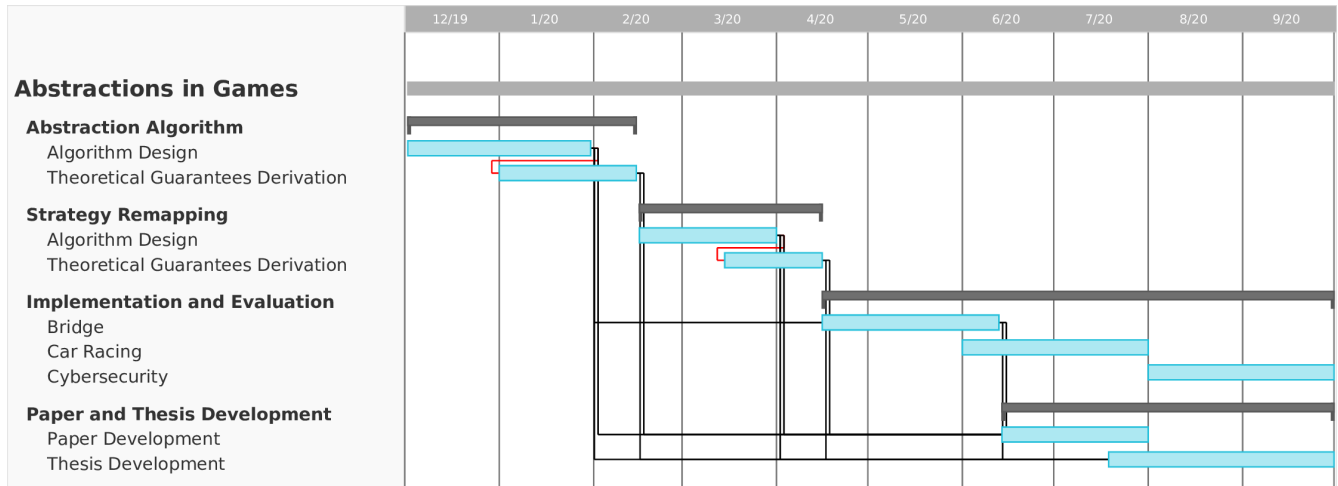 12/19 1/20 2/20 3/20 4/20 5/20 6/20 7/20 8/20 9/20
Abstractions in Games
Abstraction Algorithm
Algorithm Design
Theoretical Guarantees Derivation
Strategy Remapping
Algorithm Design
Theoretical Guarantees Derivation
Implementation and Evaluation
Bridge
Car Racing
Cybersecurity
Paper and Thesis Development
Paper Development
Thesis Development